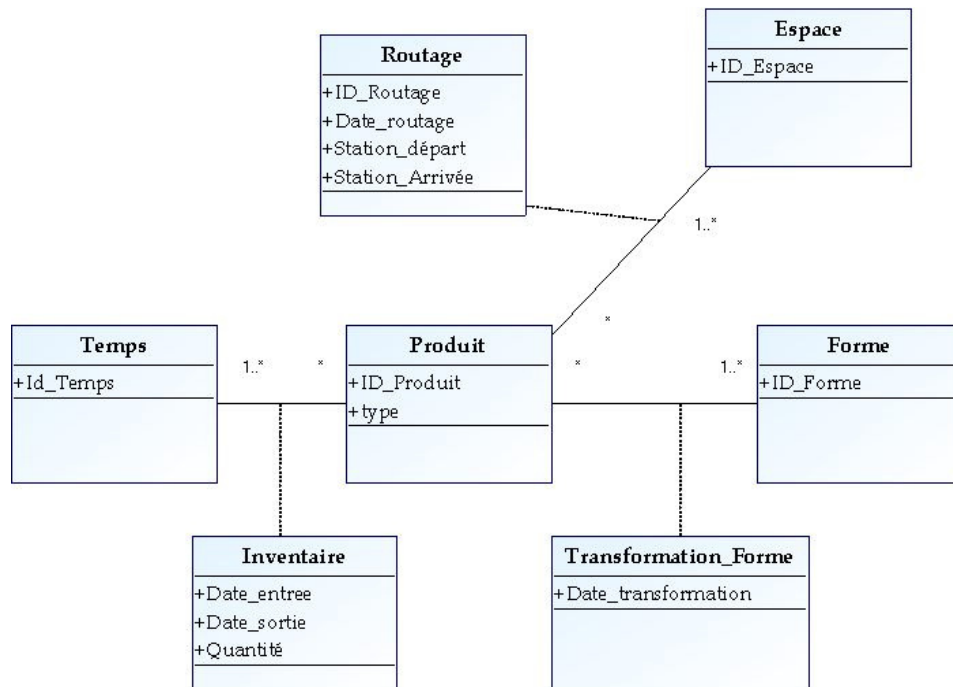 Espace
+ID_Espace
Routage
+ID_Routage
+Date_routage
+Station_départ
+Station_Arrivée
1..*
*
Temps
+Id_Temps
1..*
*
Produit
+ID_Produit
+type
*
1..*
Forme
+ID_Forme
Inventaire
+Date_entree
+Date_sortie
+Quantité
Transformation_Forme
+Date_transformation